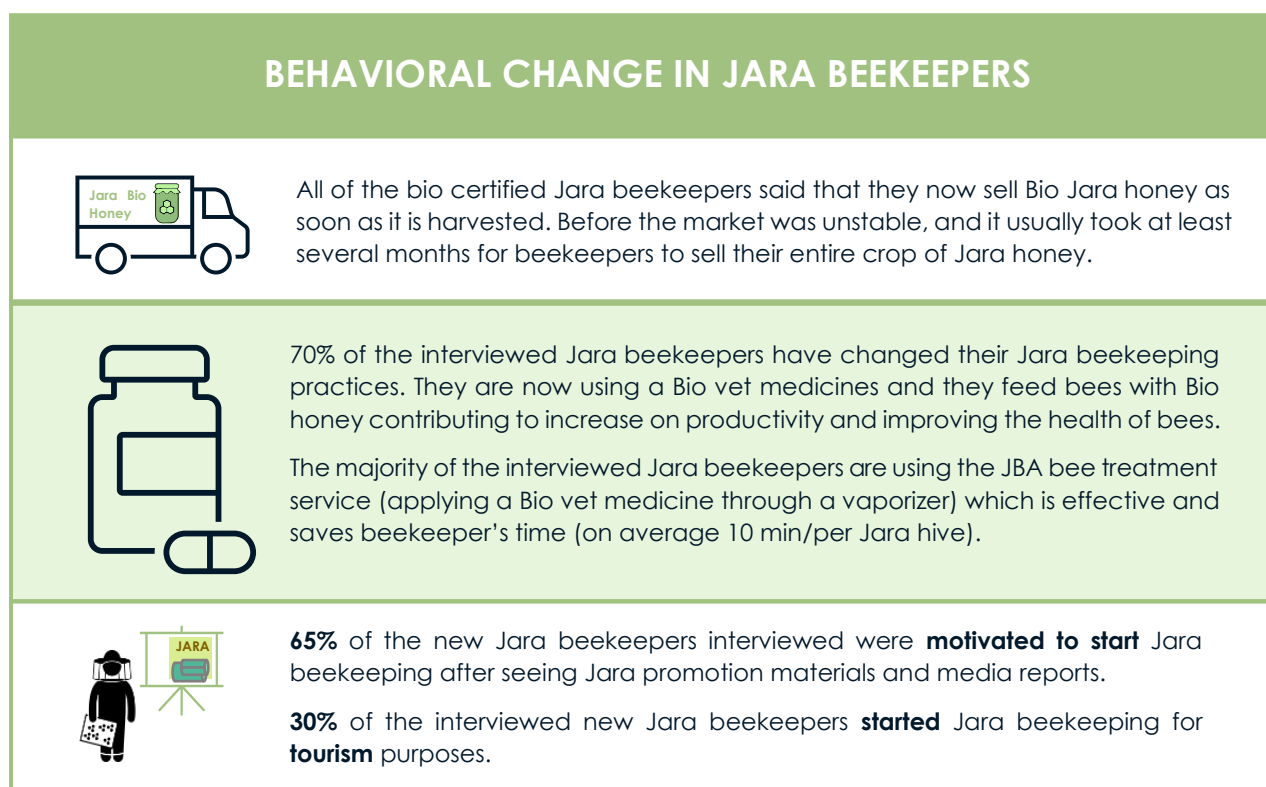 BEHAVIORAL CHANGE IN JARA BEEKEEPERS
Jara Bio
Honey
All of the bio certified Jara beekeepers said that they now sell Bio Jara honey as
soon as it is harvested. Before the market was unstable, and it usually took at least
several months for beekeepers to sell their entire crop of Jara honey.
70% of the interviewed Jara beekeepers have changed their Jara beekeeping
practices. They are now using a Bio vet medicines and they feed bees with Bio
honey contributing to increase on productivity and improving the health of bees.
The majority of the interviewed Jara beekeepers are using the JBA bee treatment
service (applying a Bio vet medicine through a vaporizer) which is effective and
saves beekeeper’s time (on average 10 min/per Jara hive).
JARA
65% of the new Jara beekeepers interviewed were motivated to start Jara
beekeeping after seeing Jara promotion materials and media reports.
30% of the interviewed new Jara beekeepers started Jara beekeeping for
tourism purposes.